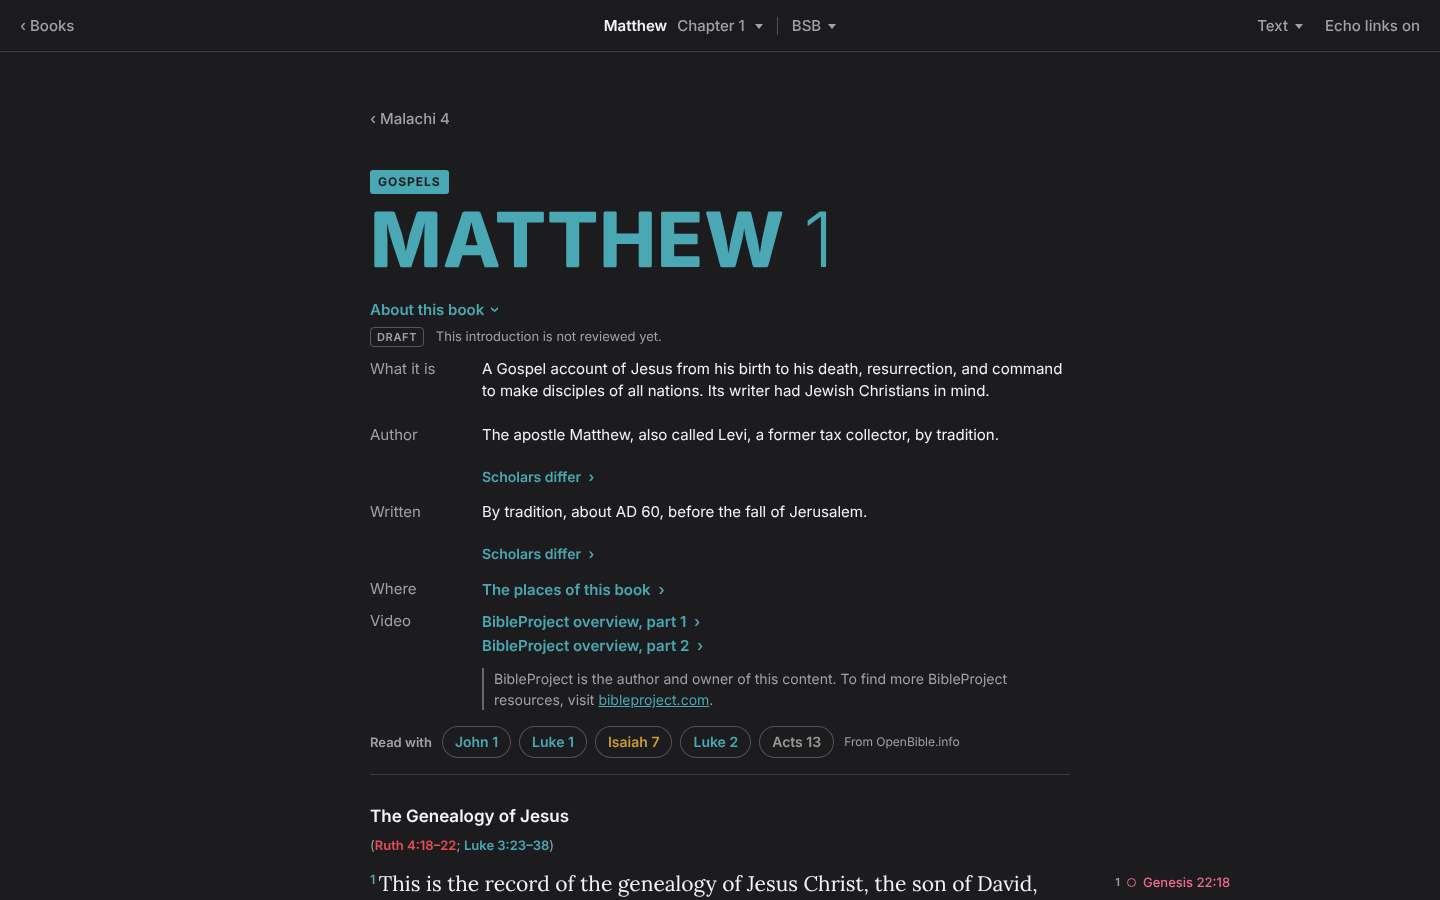 ‹ Books
Matthew Chapter 1 BSB
Text Echo links on
‹ Malachi 4
GOSPELS
MATTHEW 1
About this book
DRAFT This introduction is not reviewed yet.
What it is A Gospel account of Jesus from his birth to his death, resurrection, and command
to make disciples of all nations. Its writer had Jewish Christians in mind.
Author The apostle Matthew, also called Levi, a former tax collector, by tradition.
Scholars differ ›
Written By tradition, about AD 60, before the fall of Jerusalem.
Scholars differ ›
Where The places of this book ›
Video BibleProject overview, part 1 ›
BibleProject overview, part 2 ›
BibleProject is the author and owner of this content. To find more BibleProject
resources, visit bibleproject.com.
Read with John 1 Luke 1 Isaiah 7 Luke 2 Acts 13 From OpenBible.info
The Genealogy of Jesus
(Ruth 4:18–22; Luke 3:23–38)
1 This is the record of the genealogy of Jesus Christ, the son of David,
1 Genesis 22:18